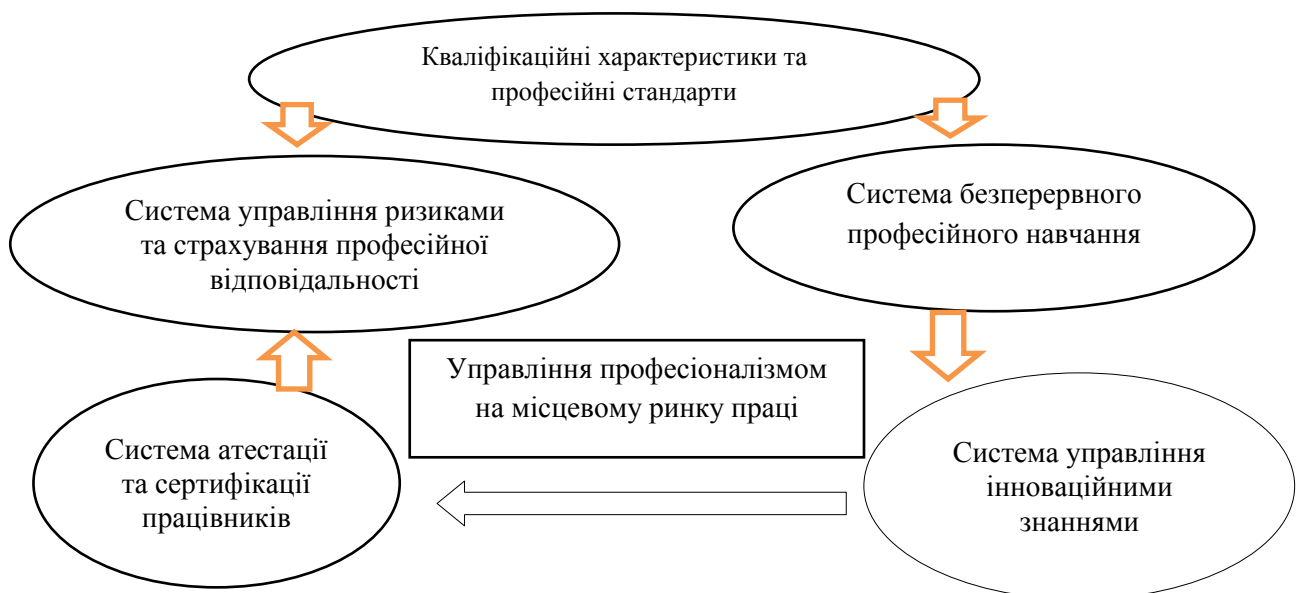 Кваліфікаційні характеристики та
професійні стандарти
Система управління ризиками
та страхування професійної
відповідальності
Система безперервного
професійного навчання
Управління професіоналізмом
на місцевому ринку праці
Система атестації
та сертифікації
працівників
Система управління
інноваційними
знаннями